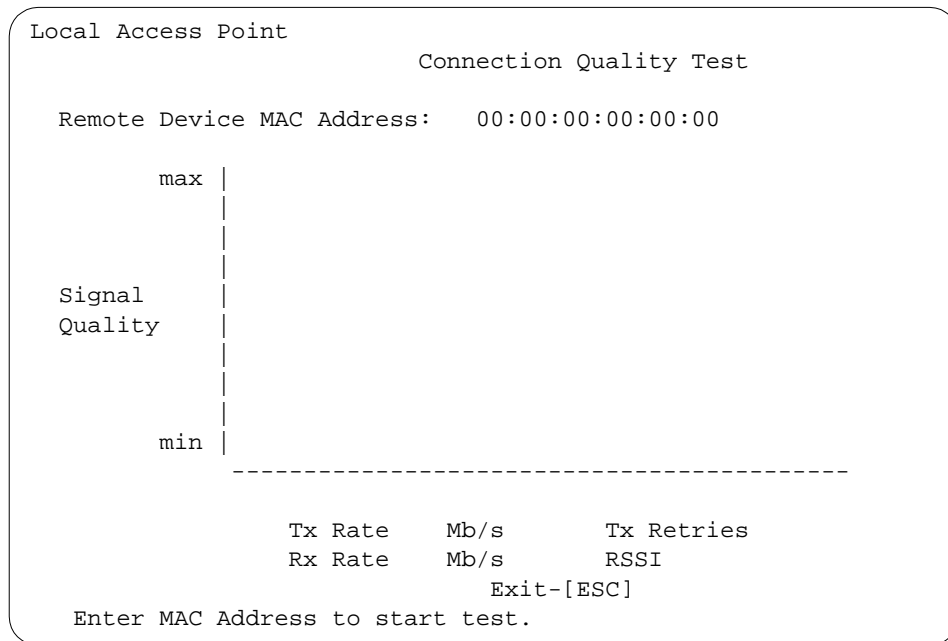 Local Access Point
Connection Quality Test
Remote Device MAC Address: 00:00:00:00:00:00
max |
|
|
|
Signal |
Quality |
|
|
|
min |
-------------------------------------------
Tx Rate Mb/s Tx Retries
Rx Rate Mb/s RSSI
Exit-[ESC]
Enter MAC Address to start test.